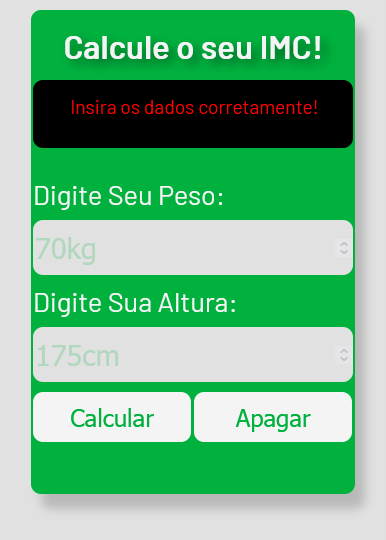 Calcule o seu IMC!
Insira os dados corretamente!
Digite Seu Peso:
70kg
Digite Sua Altura:
175cm
Calcular Apagar